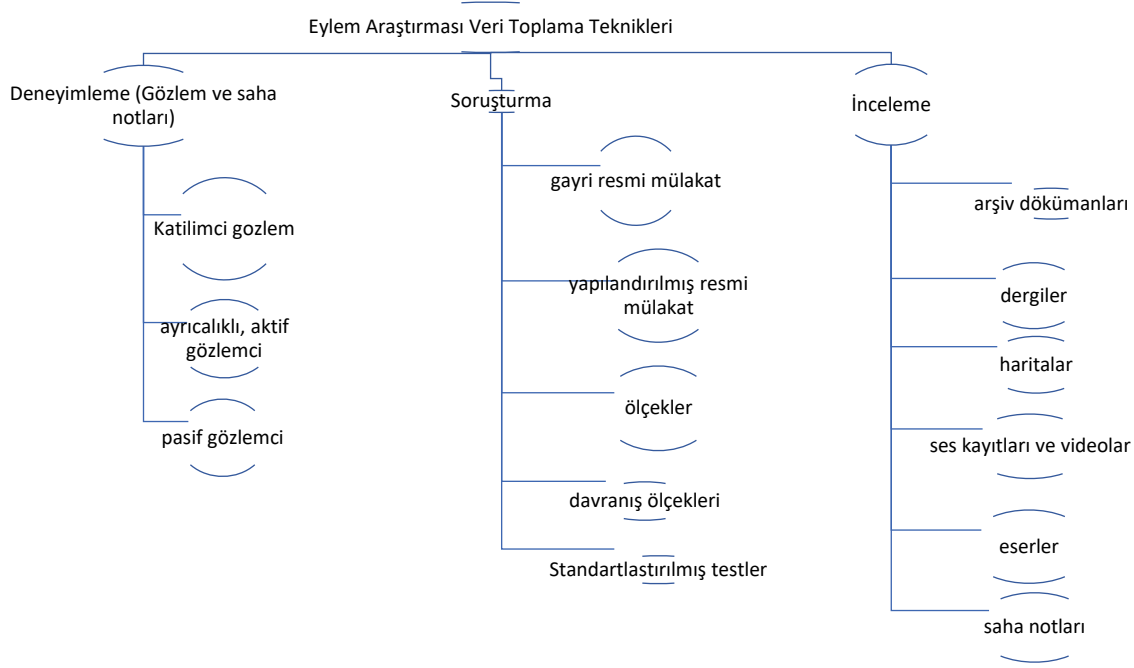 Eylem Araştırması Veri Toplama Teknikleri
Deneyimleme (Gözlem ve saha
notları)
Katilimci gozlem
ayrıcalıklı, aktif
gözlemci
pasif gözlemci
Soruşturma
gayri resmi mülakat
yapılandırılmış resmi
mülakat
ölçekler
davranış ölçekleri
Standartlastırılmış testler
İnceleme
arşiv dökümanları
dergiler
haritalar
ses kayıtları ve videolar
eserler
saha notları